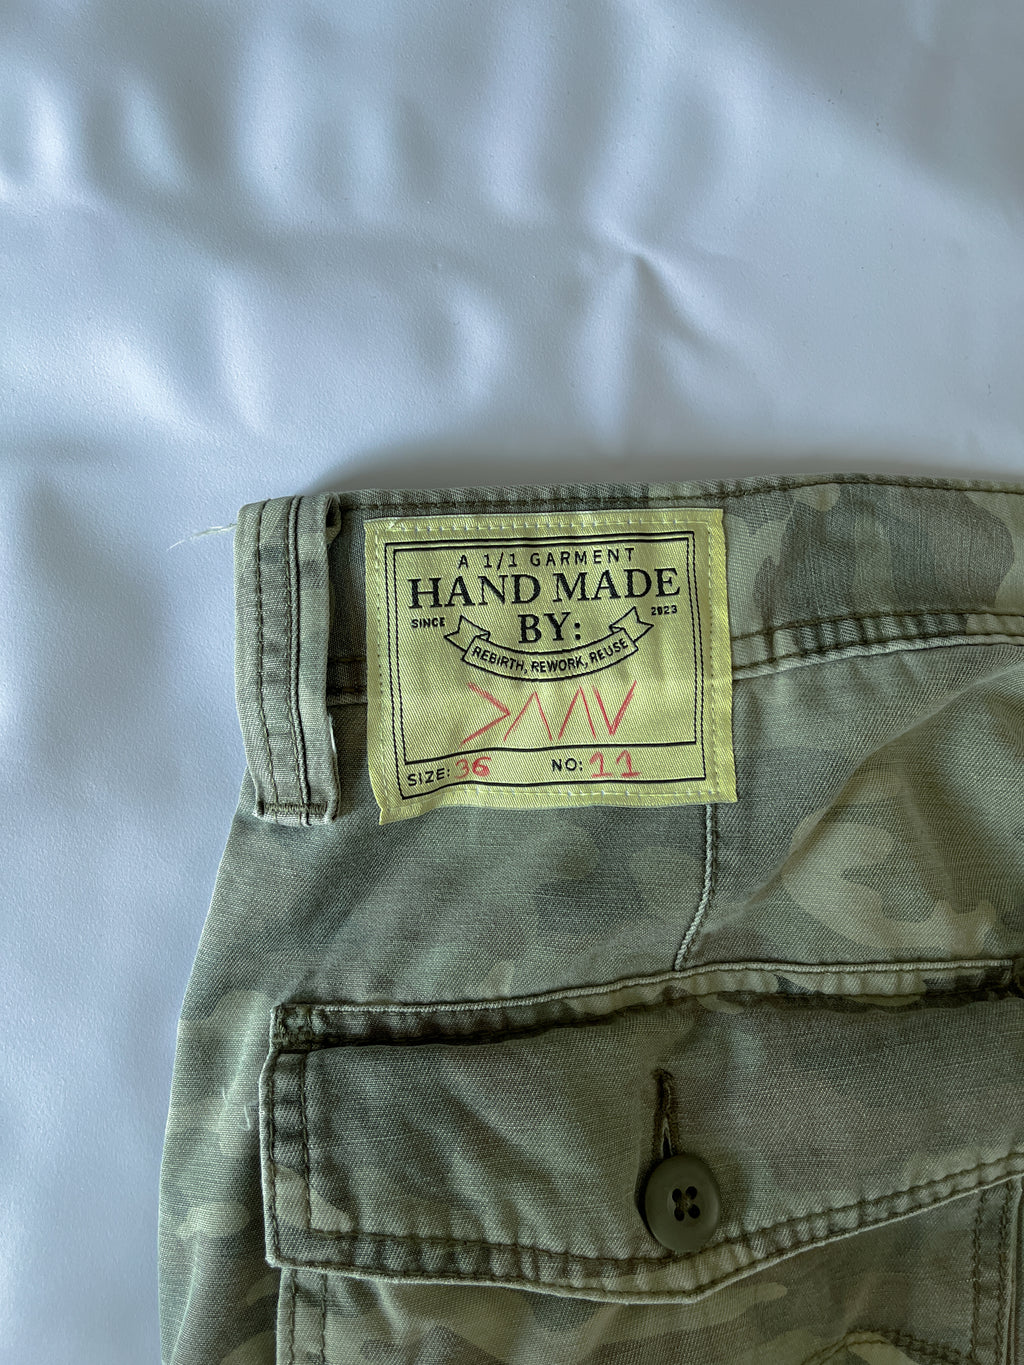 A 1/1 GARMENT
HAND MADE
SINCE BY: 2023
REBIRTH, REWORK, REUSE
SIZE: 36 NO: 11